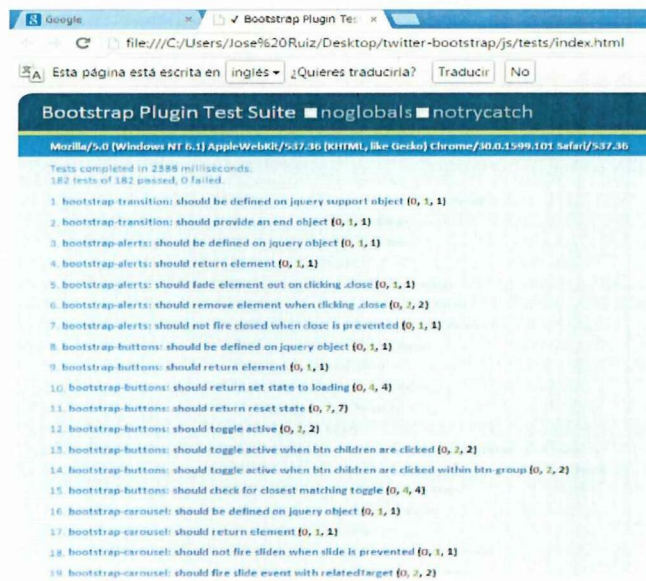 Google
✓ Bootstrap Plugin Tes
file:///C:/Users/Jose%20Ruiz/Desktop/twitter-bootstrap/js/tests/index.html
Esta página está escrita en inglés ¿Quieres traducirla? Traducir No
Bootstrap Plugin Test Suite noglobals notrycatch
Mozilla/5.0 (Windows NT 6.1) AppleWebKit/537.36 (KHTML, like Gecko) Chrome/30.0.1599.101 Safari/537.36
Tests completed in 2388 milliseconds.
182 tests of 182 passed, 0 failed.
1. bootstrap-transition: should be defined on jquery support object (0, 1, 1)
2. bootstrap-transition: should provide an end object (0, 1, 1)
3. bootstrap-alerts: should be defined on jquery object (0, 1, 1)
4. bootstrap-alerts: should return element (0, 1, 1)
5. bootstrap-alerts: should fade element out on clicking .close (0, 1, 1)
6. bootstrap-alerts: should remove element when clicking .close (0, 2, 2)
7. bootstrap-alerts: should not fire closed when close is prevented (0, 1, 1)
8. bootstrap-buttons: should be defined on jquery object (0, 1, 1)
9. bootstrap-buttons: should return element (0, 1, 1)
10. bootstrap-buttons: should return set state to loading (0, 4, 4)
11. bootstrap-buttons: should return reset state (0, 7, 7)
12. bootstrap-buttons: should toggle active (0, 2, 2)
13. bootstrap-buttons: should toggle active when btn children are clicked (0, 2, 2)
14. bootstrap-buttons: should toggle active when btn children are clicked within btn-group (0, 2, 2)
15. bootstrap-buttons: should check for closest matching toggle (0, 4, 4)
16. bootstrap-carousel: should be defined on jquery object (0, 1, 1)
17. bootstrap-carousel: should return element (0, 1, 1)
18. bootstrap-carousel: should not fire sliden when slide is prevented (0, 1, 1)
19. bootstrap-carousel: should fire slide event with relatedTarget (0, 2, 2)